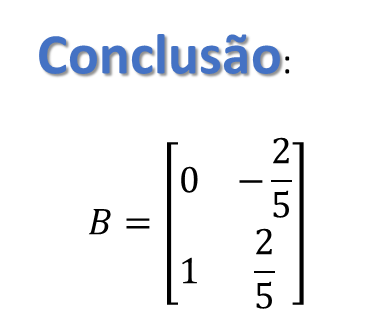 Conclusão:
B = [0 -2/5
1 2/5]